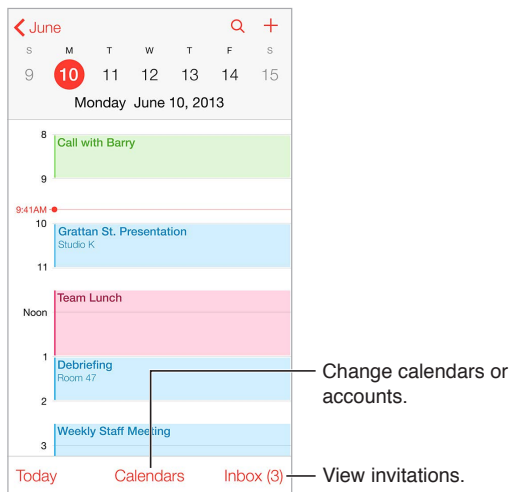 June
S M T W T F S
9 10 11 12 13 14 15
Monday June 10, 2013
8
Call with Barry
9
9:41AM
10
Grattan St. Presentation
Studio K
11
Team Lunch
Noon
1
Debriefing
Room 47
Change calendars or
accounts.
2
Weekly Staff Meeting
3
Today Calendars Inbox (3)
View invitations.